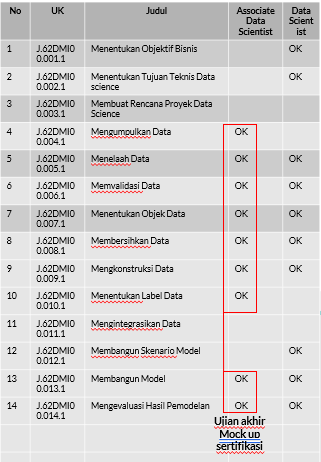 No UK Judul Associate Data Scientist Data Scient ist
1 J.62DMI0 0.001.1 Menentukan Objektif Bisnis OK
2 J.62DMI0 0.002.1 Menentukan Tujuan Teknis Data science OK
3 J.62DMI0 0.003.1 Membuat Rencana Proyek Data Science
4 J.62DMI0 0.004.1 Mengumpulkan Data OK
5 J.62DMI0 0.005.1 Menelaah Data OK OK
6 J.62DMI0 0.006.1 Memvalidasi Data OK OK
7 J.62DMI0 0.007.1 Menentukan Objek Data OK OK
8 J.62DMI0 0.008.1 Membersihkan Data OK OK
9 J.62DMI0 0.009.1 Mengkonstruksi Data OK OK
10 J.62DMI0 0.010.1 Menentukan Label Data OK
11 J.62DMI0 0.011.1 Mengintegrasikan Data
12 J.62DMI0 0.012.1 Membangun Skenario Model OK
13 J.62DMI0 0.013.1 Membangun Model OK OK
14 J.62DMI0 0.014.1 Mengevaluasi Hasil Pemodelan OK OK
Ujian akhir
Mock up
sertifikasi